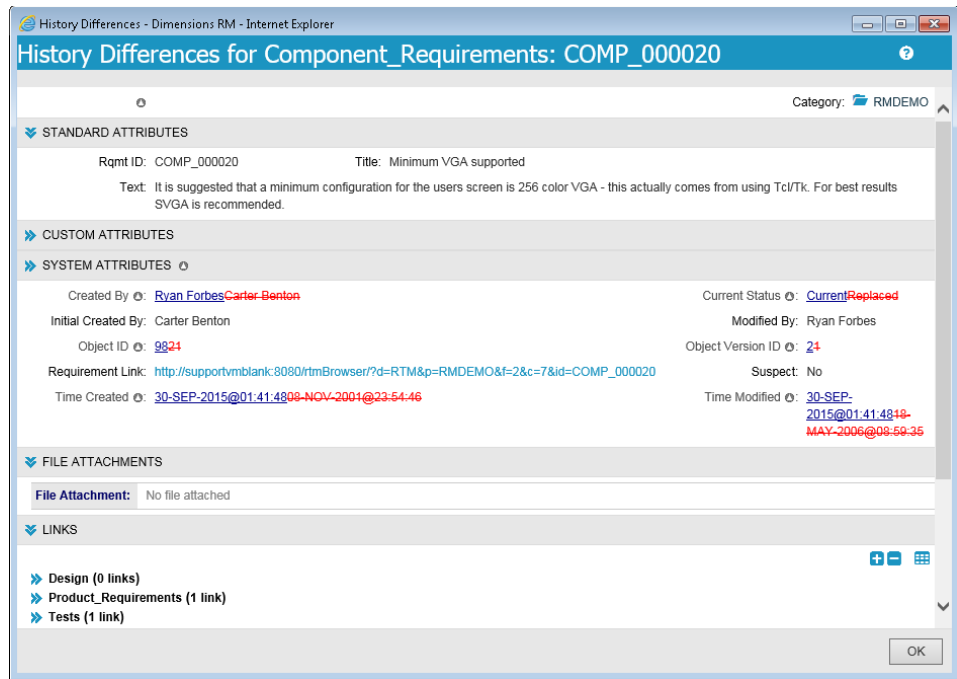 History Differences - Dimensions RM - Internet Explorer
History Differences for Component_Requirements: COMP_000020
Category: RMDEMO
STANDARD ATTRIBUTES
Rqmt ID: COMP_000020 Title: Minimum VGA supported
Text: It is suggested that a minimum configuration for the users screen is 256 color VGA - this actually comes from using Tcl/Tk. For best results
SVGA is recommended.
CUSTOM ATTRIBUTES
SYSTEM ATTRIBUTES
Created By : Ryan ForbesCarter Benton Current Status : CurrentReplaced
Initial Created By: Carter Benton Modified By: Ryan Forbes
Object ID : 9821 Object Version ID : 21
Requirement Link: http://supportvmblank:8080/rtmBrowser/?d=RTM&p=RMDEMO&f=2&c=7&id=COMP_000020 Suspect: No
Time Created : 30-SEP-2015@01:41:4808-NOV-2001@23:54:46 Time Modified : 30-SEP-
2015@01:41:4818-
MAY-2006@08:59:35
FILE ATTACHMENTS
File Attachment: No file attached
LINKS
Design (0 links)
Product_Requirements (1 link)
Tests (1 link)
OK